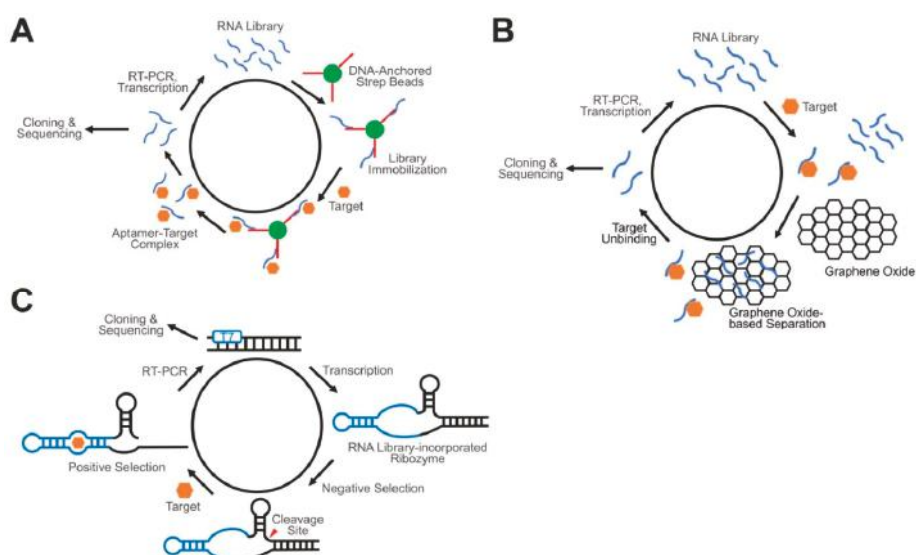 A
RNA Library
RT-PCR,
Transcription
DNA-Anchored
Strep Beads
Cloning &
Sequencing
Library
Immobilization
Target
Aptamer-Target
Complex
B
RNA Library
RT-PCR,
Transcription
Target
Cloning &
Sequencing
Target
Unbinding
Graphene Oxide
Graphene Oxide-
based Separation
C
Cloning &
Sequencing
T7
RT-PCR
Transcription
RNA Library-incorporated
Ribozyme
Positive Selection
Negative Selection
Target
Cleavage
Site